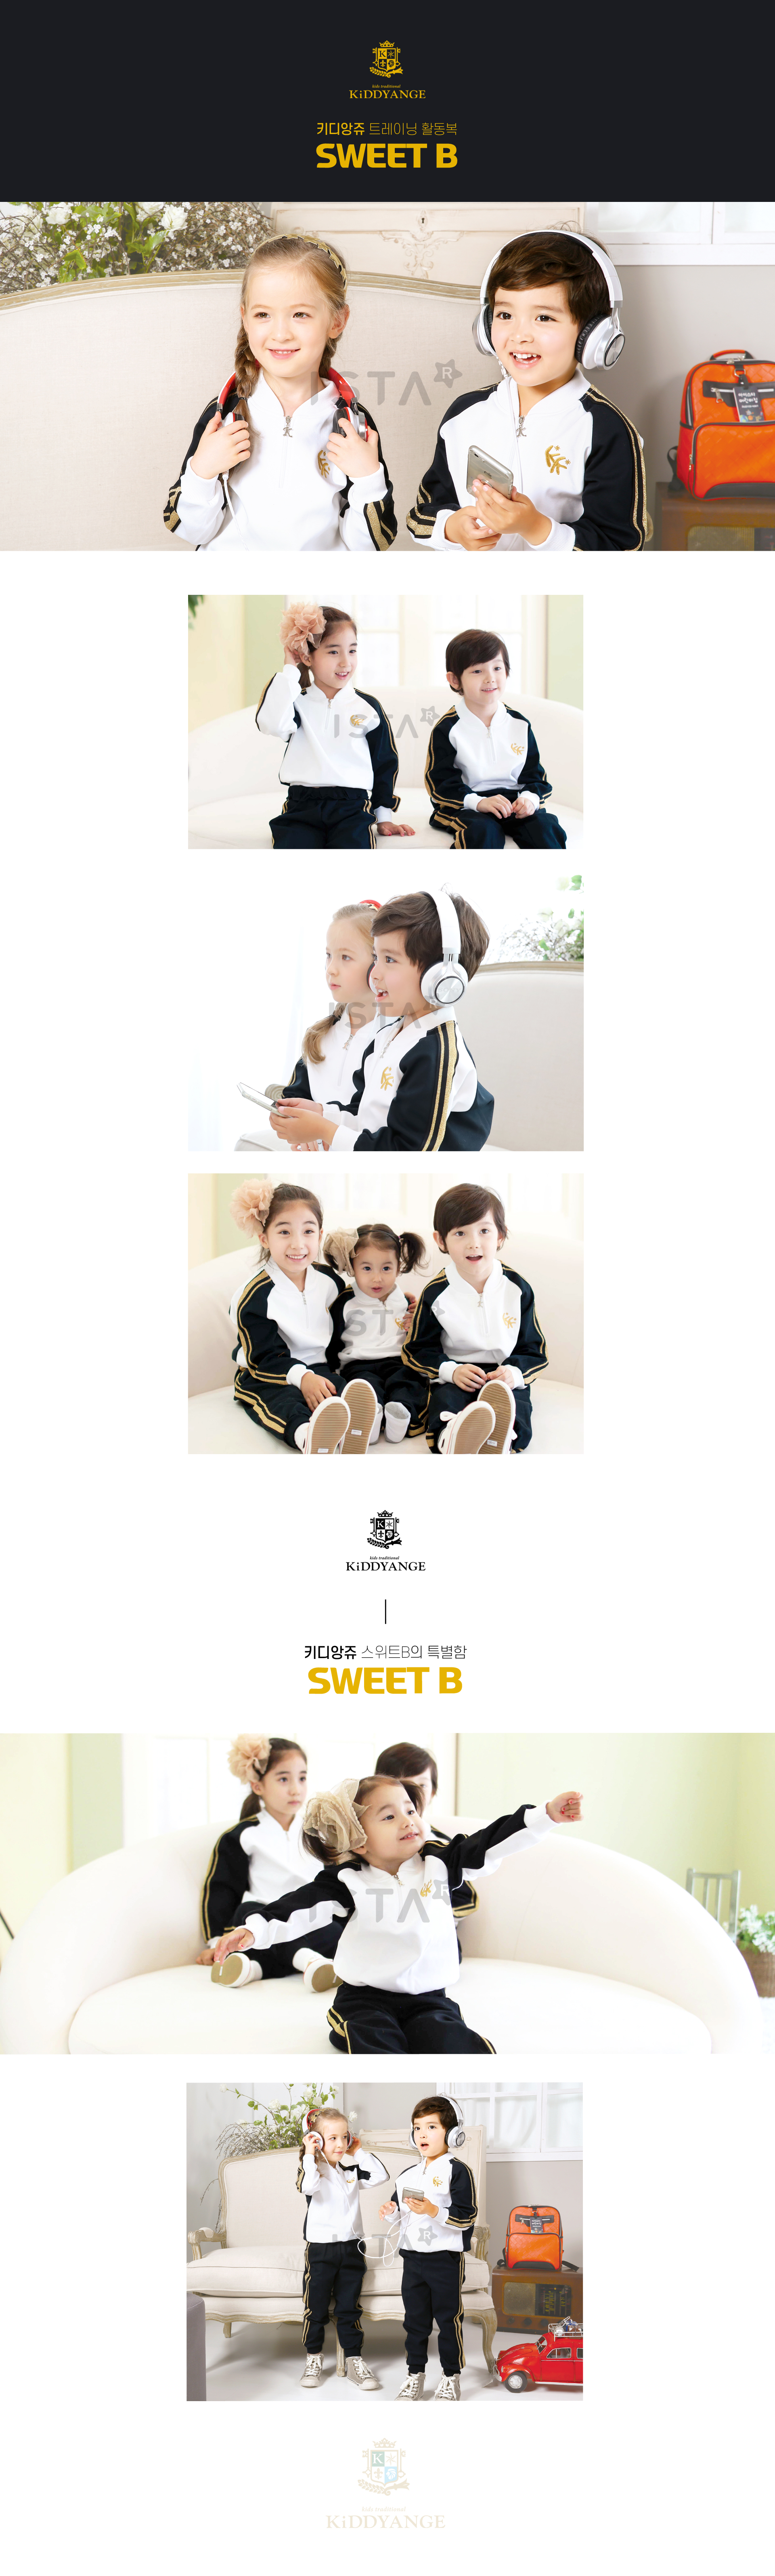 K
kids traditional
KiDDYANGE
키디앙쥬 트레이닝 활동복
SWEET B
ISTA R
ISTA R
ISTA
ISTA
K
kids traditional
KiDDYANGE
키디앙쥬 스위트B의 특별함
SWEET B
ISTA R
ISTA R
K
kids traditional
KiDDYANGE